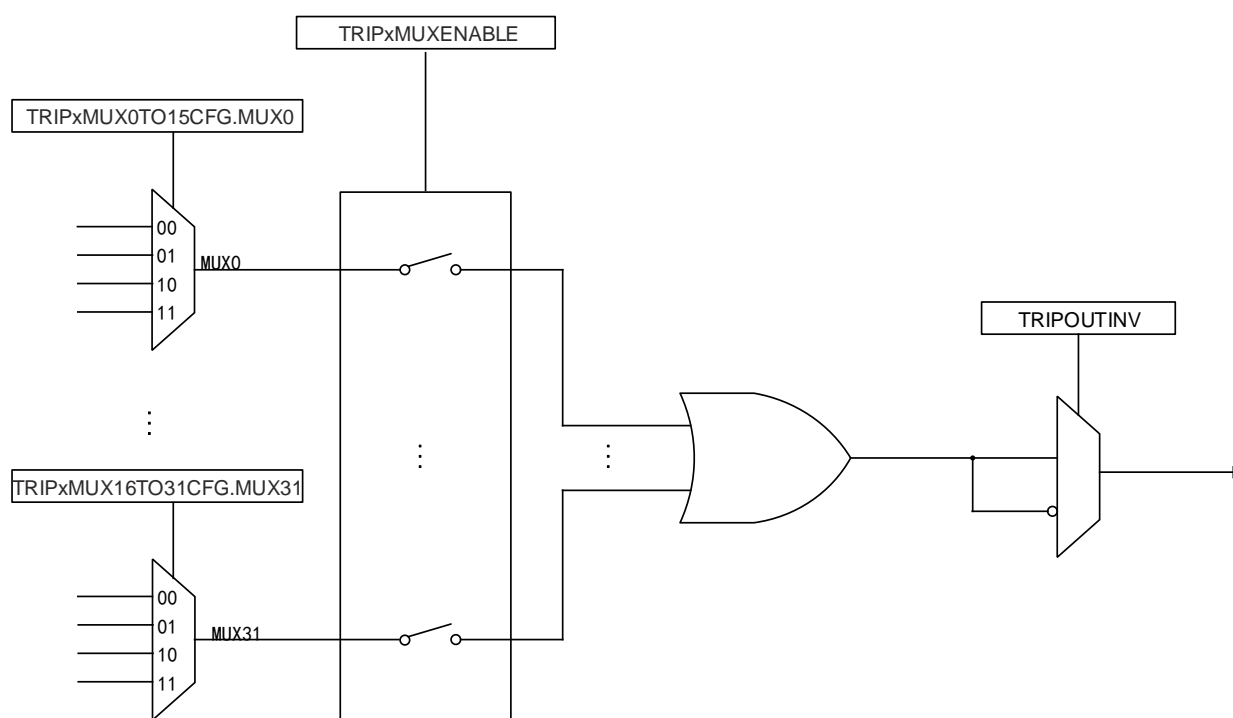 TRIPxMUXENABLE
TRIPxMUX0TO15CFG.MUX0
00
01
10
11
MUX0
TRIPOUTINV
TRIPxMUX16TO31CFG.MUX31
00
01
10
11
MUX31